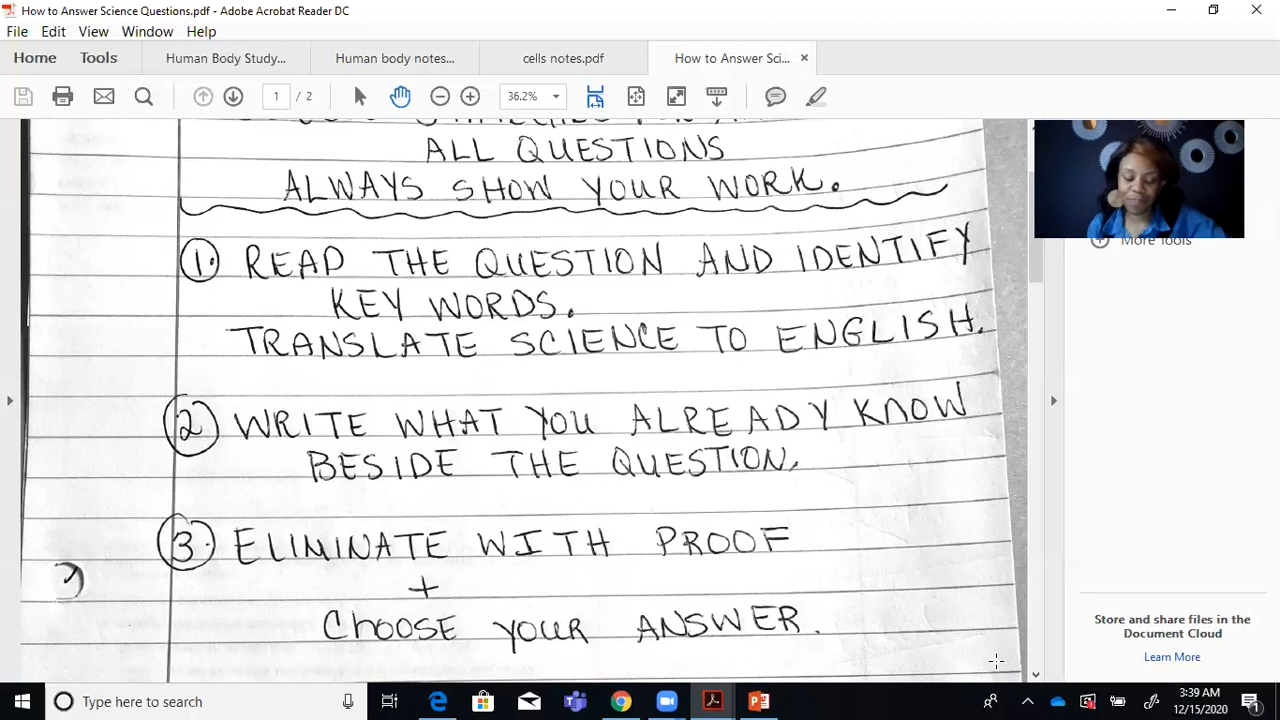 How to Answer Science Questions.pdf - Adobe Acrobat Reader DC
File Edit View Window Help
Home Tools Human Body Study... Human body notes... cells notes.pdf How to Answer Sci... ×
1 / 2 36.2%
ALL QUESTIONS
ALWAYS SHOW YOUR WORK.
1. READ THE QUESTION AND IDENTIFY
KEY WORDS.
TRANSLATE SCIENCE TO ENGLISH.
2 WRITE WHAT YOU ALREADY KNOW
BESIDE THE QUESTION.
3. ELIMINATE WITH PROOF
+
CHOOSE YOUR ANSWER.
More Tools
Store and share files in the
Document Cloud
Learn More
Type here to search
3:39 AM
12/15/2020
1